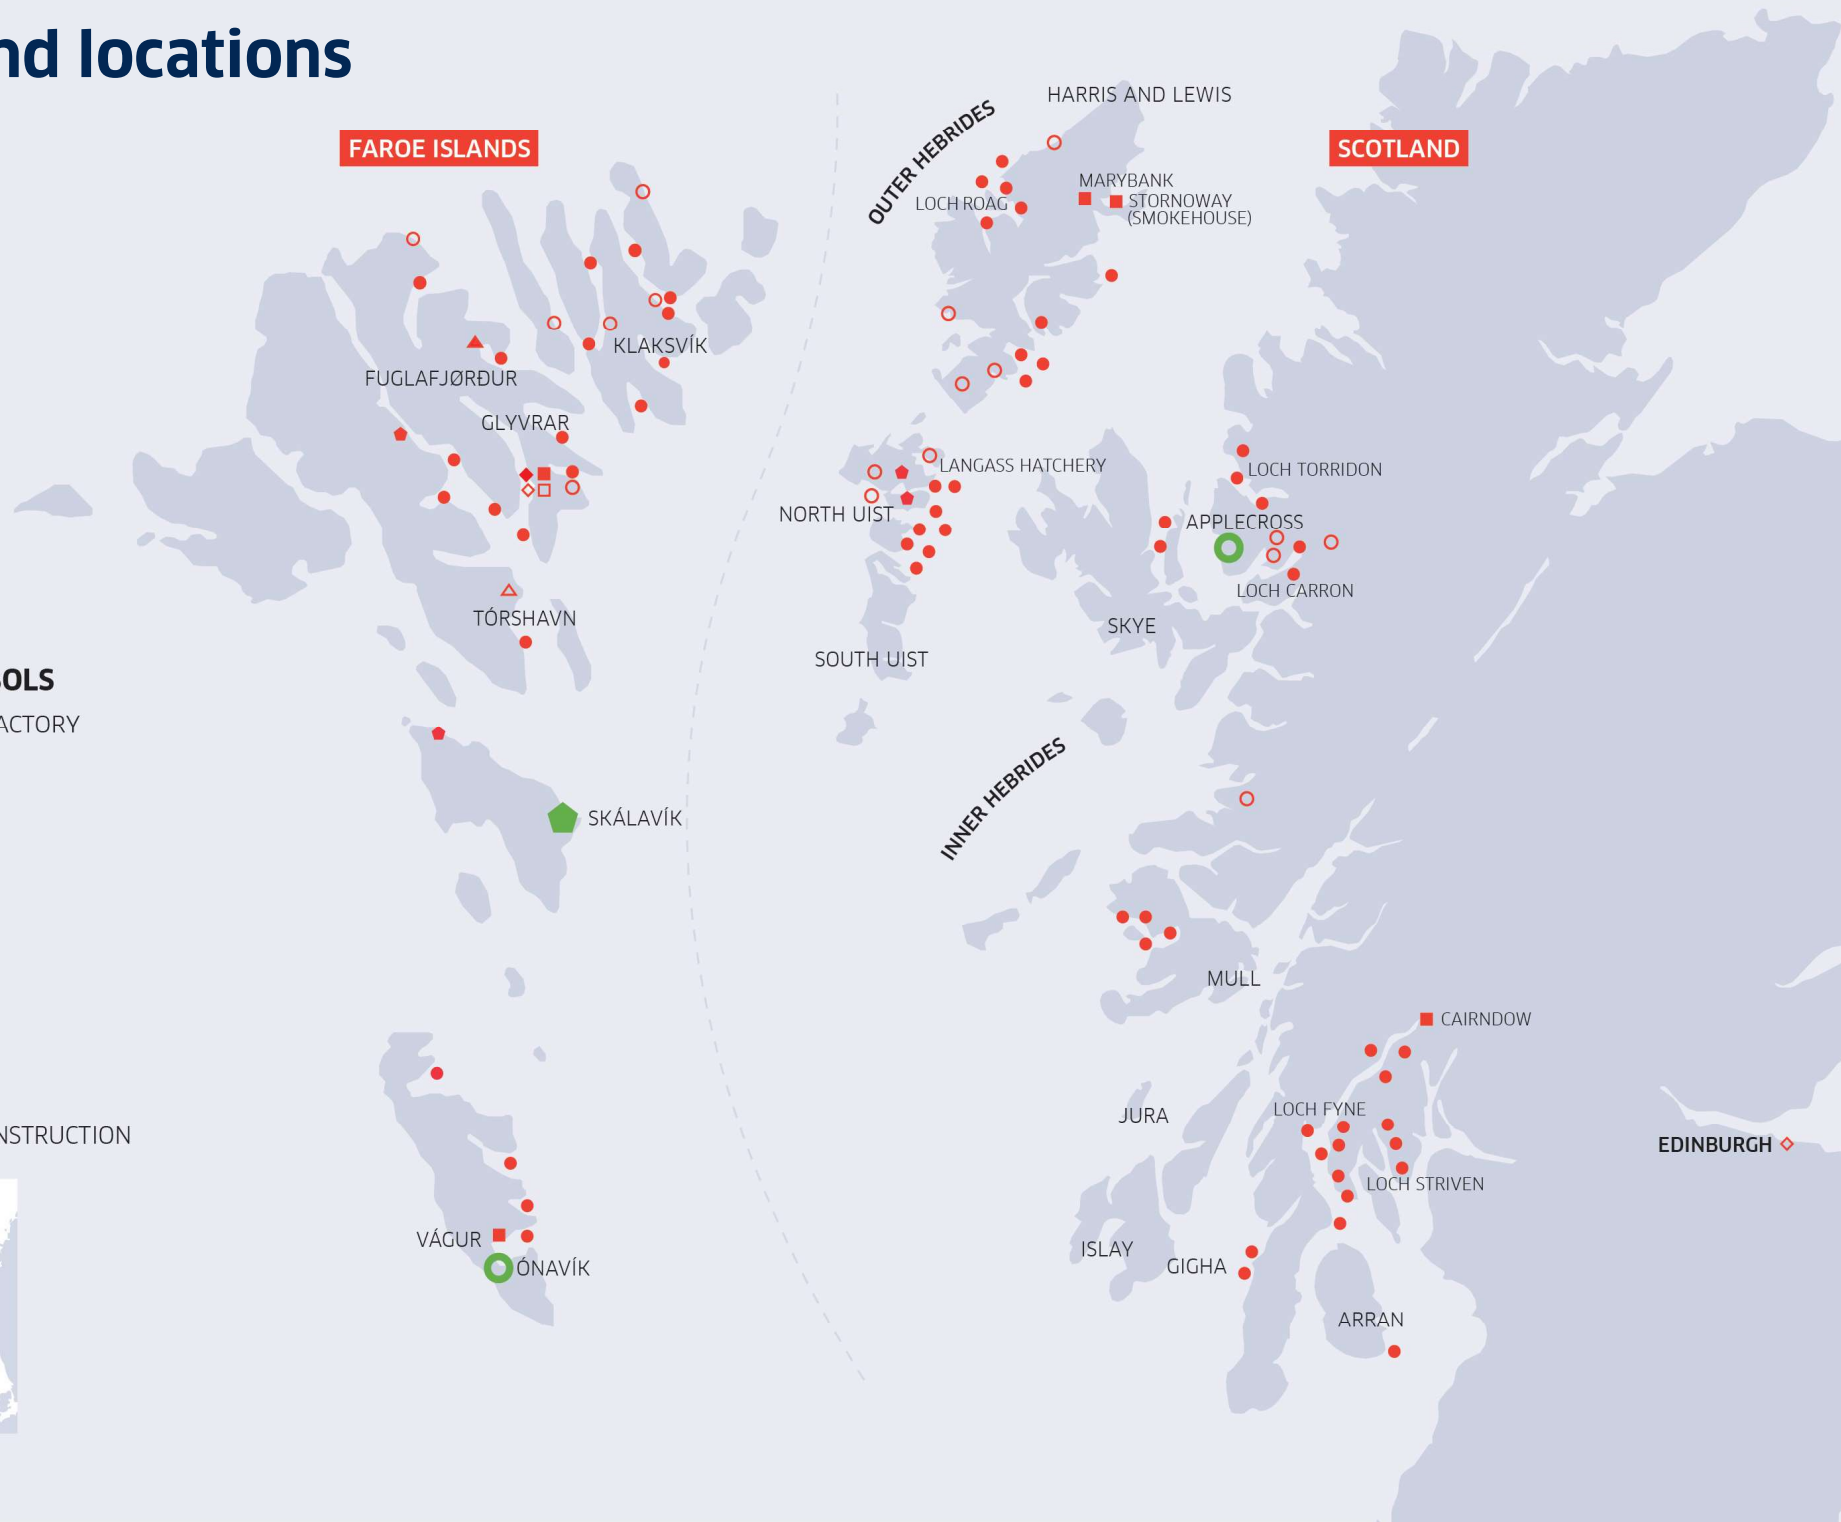 nd locations
FAROE ISLANDS
SCOTLAND
HARRIS AND LEWIS
OUTER HEBRIDES
MARYBANK
STORNOWAY
(SMOKEHOUSE)
LOCH ROAG
KLAKSVÍK
FUGLAFJØRÐUR
GLYVRAR
LANGASS HATCHERY
LOCH TORRIDON
NORTH UIST
APPLECROSS
LOCH CARRON
TÓRSHAVN
SKYE
SOUTH UIST
OLS
ACTORY
INNER HEBRIDES
SKÁLAVÍK
MULL
CAIRNDOW
JURA
LOCH FYNE
NSTRUCTION
EDINBURGH
LOCH STRIVEN
VÁGUR
ÓNAVÍK
ISLAY
GIGHA
ARRAN